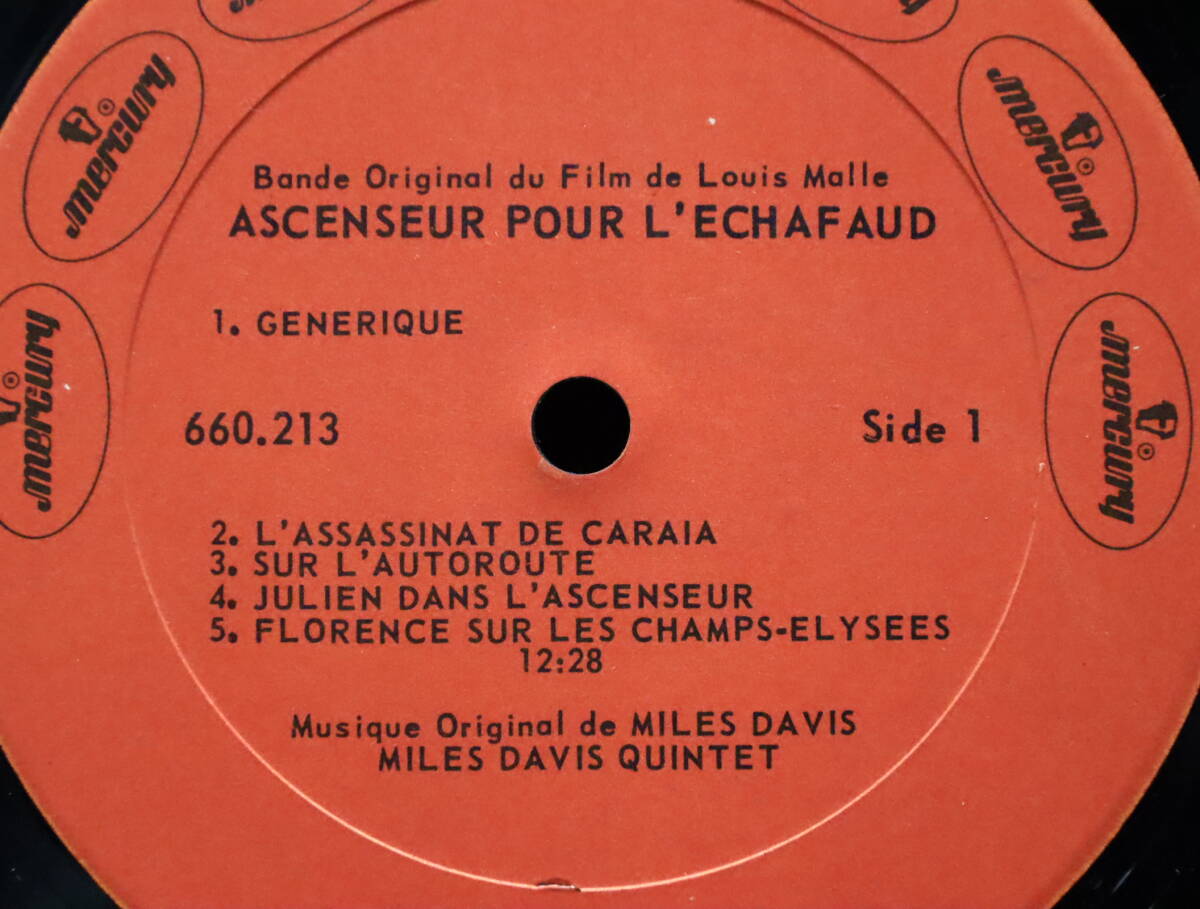 mercury
mercury
Bande Original du Film de Louis Malle
ASCENSEUR POUR L'ECHAFAUD
1. GENERIQUE
mercury
660.213
Side 1
mercury
2. L'ASSASSINAT DE CARAIA
3. SUR L'AUTOROUTE
4. JULIEN DANS L'ASCENSEUR
5. FLORENCE SUR LES CHAMPS-ELYSEES
12:28
Musique Original de MILES DAVIS
MILES DAVIS QUINTET